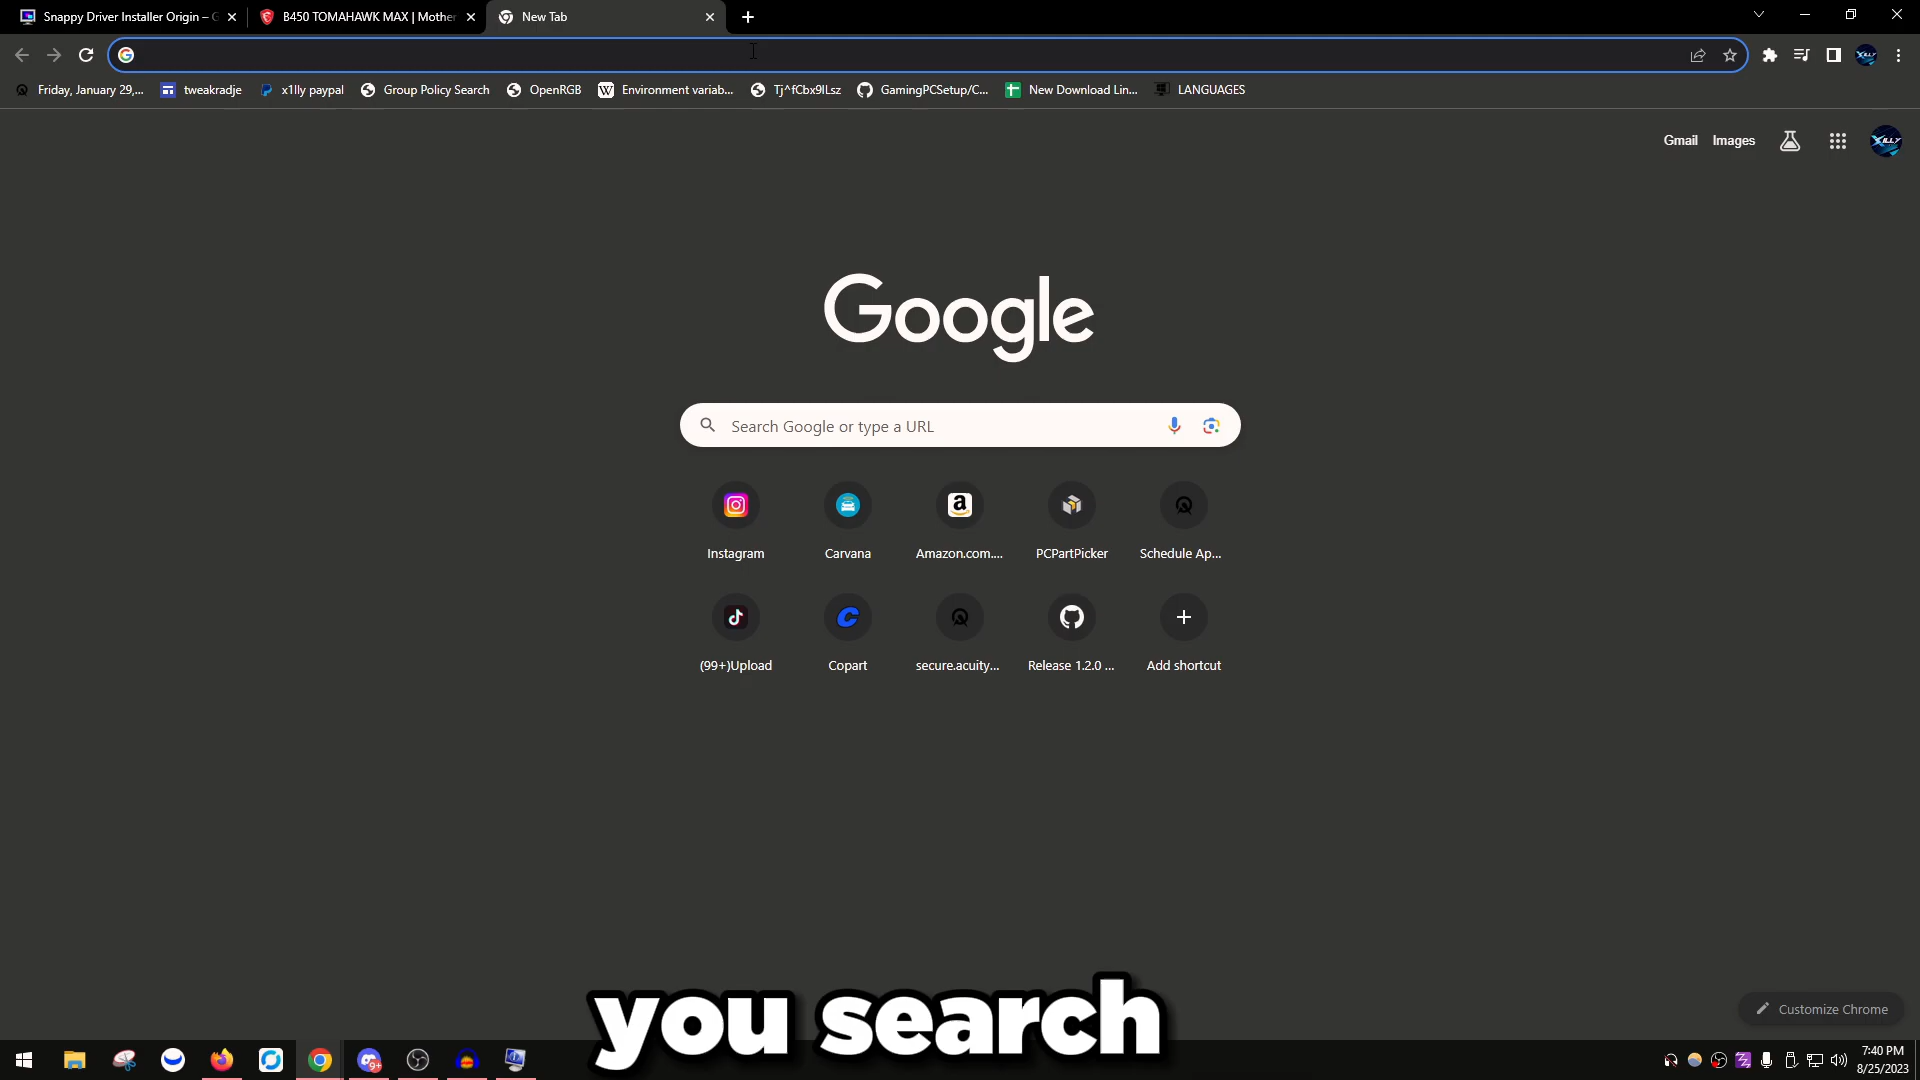 Snappy Driver Installer Origin – G
B450 TOMAHAWK MAX | Mother
New Tab
Friday, January 29,...
tweakradje
x1lly paypal
Group Policy Search
OpenRGB
Environment variab...
Tj^fCbx9ILsz
GamingPCSetup/C...
New Download Lin...
LANGUAGES
Gmail
Images
XILLY
Google
Search Google or type a URL
Instagram
Carvana
Amazon.com....
PCPartPicker
Schedule Ap...
(99+)Upload
Copart
secure.acuity...
Release 1.2.0 ...
Add shortcut
Customize Chrome
you search
9+
7:40 PM
8/25/2023